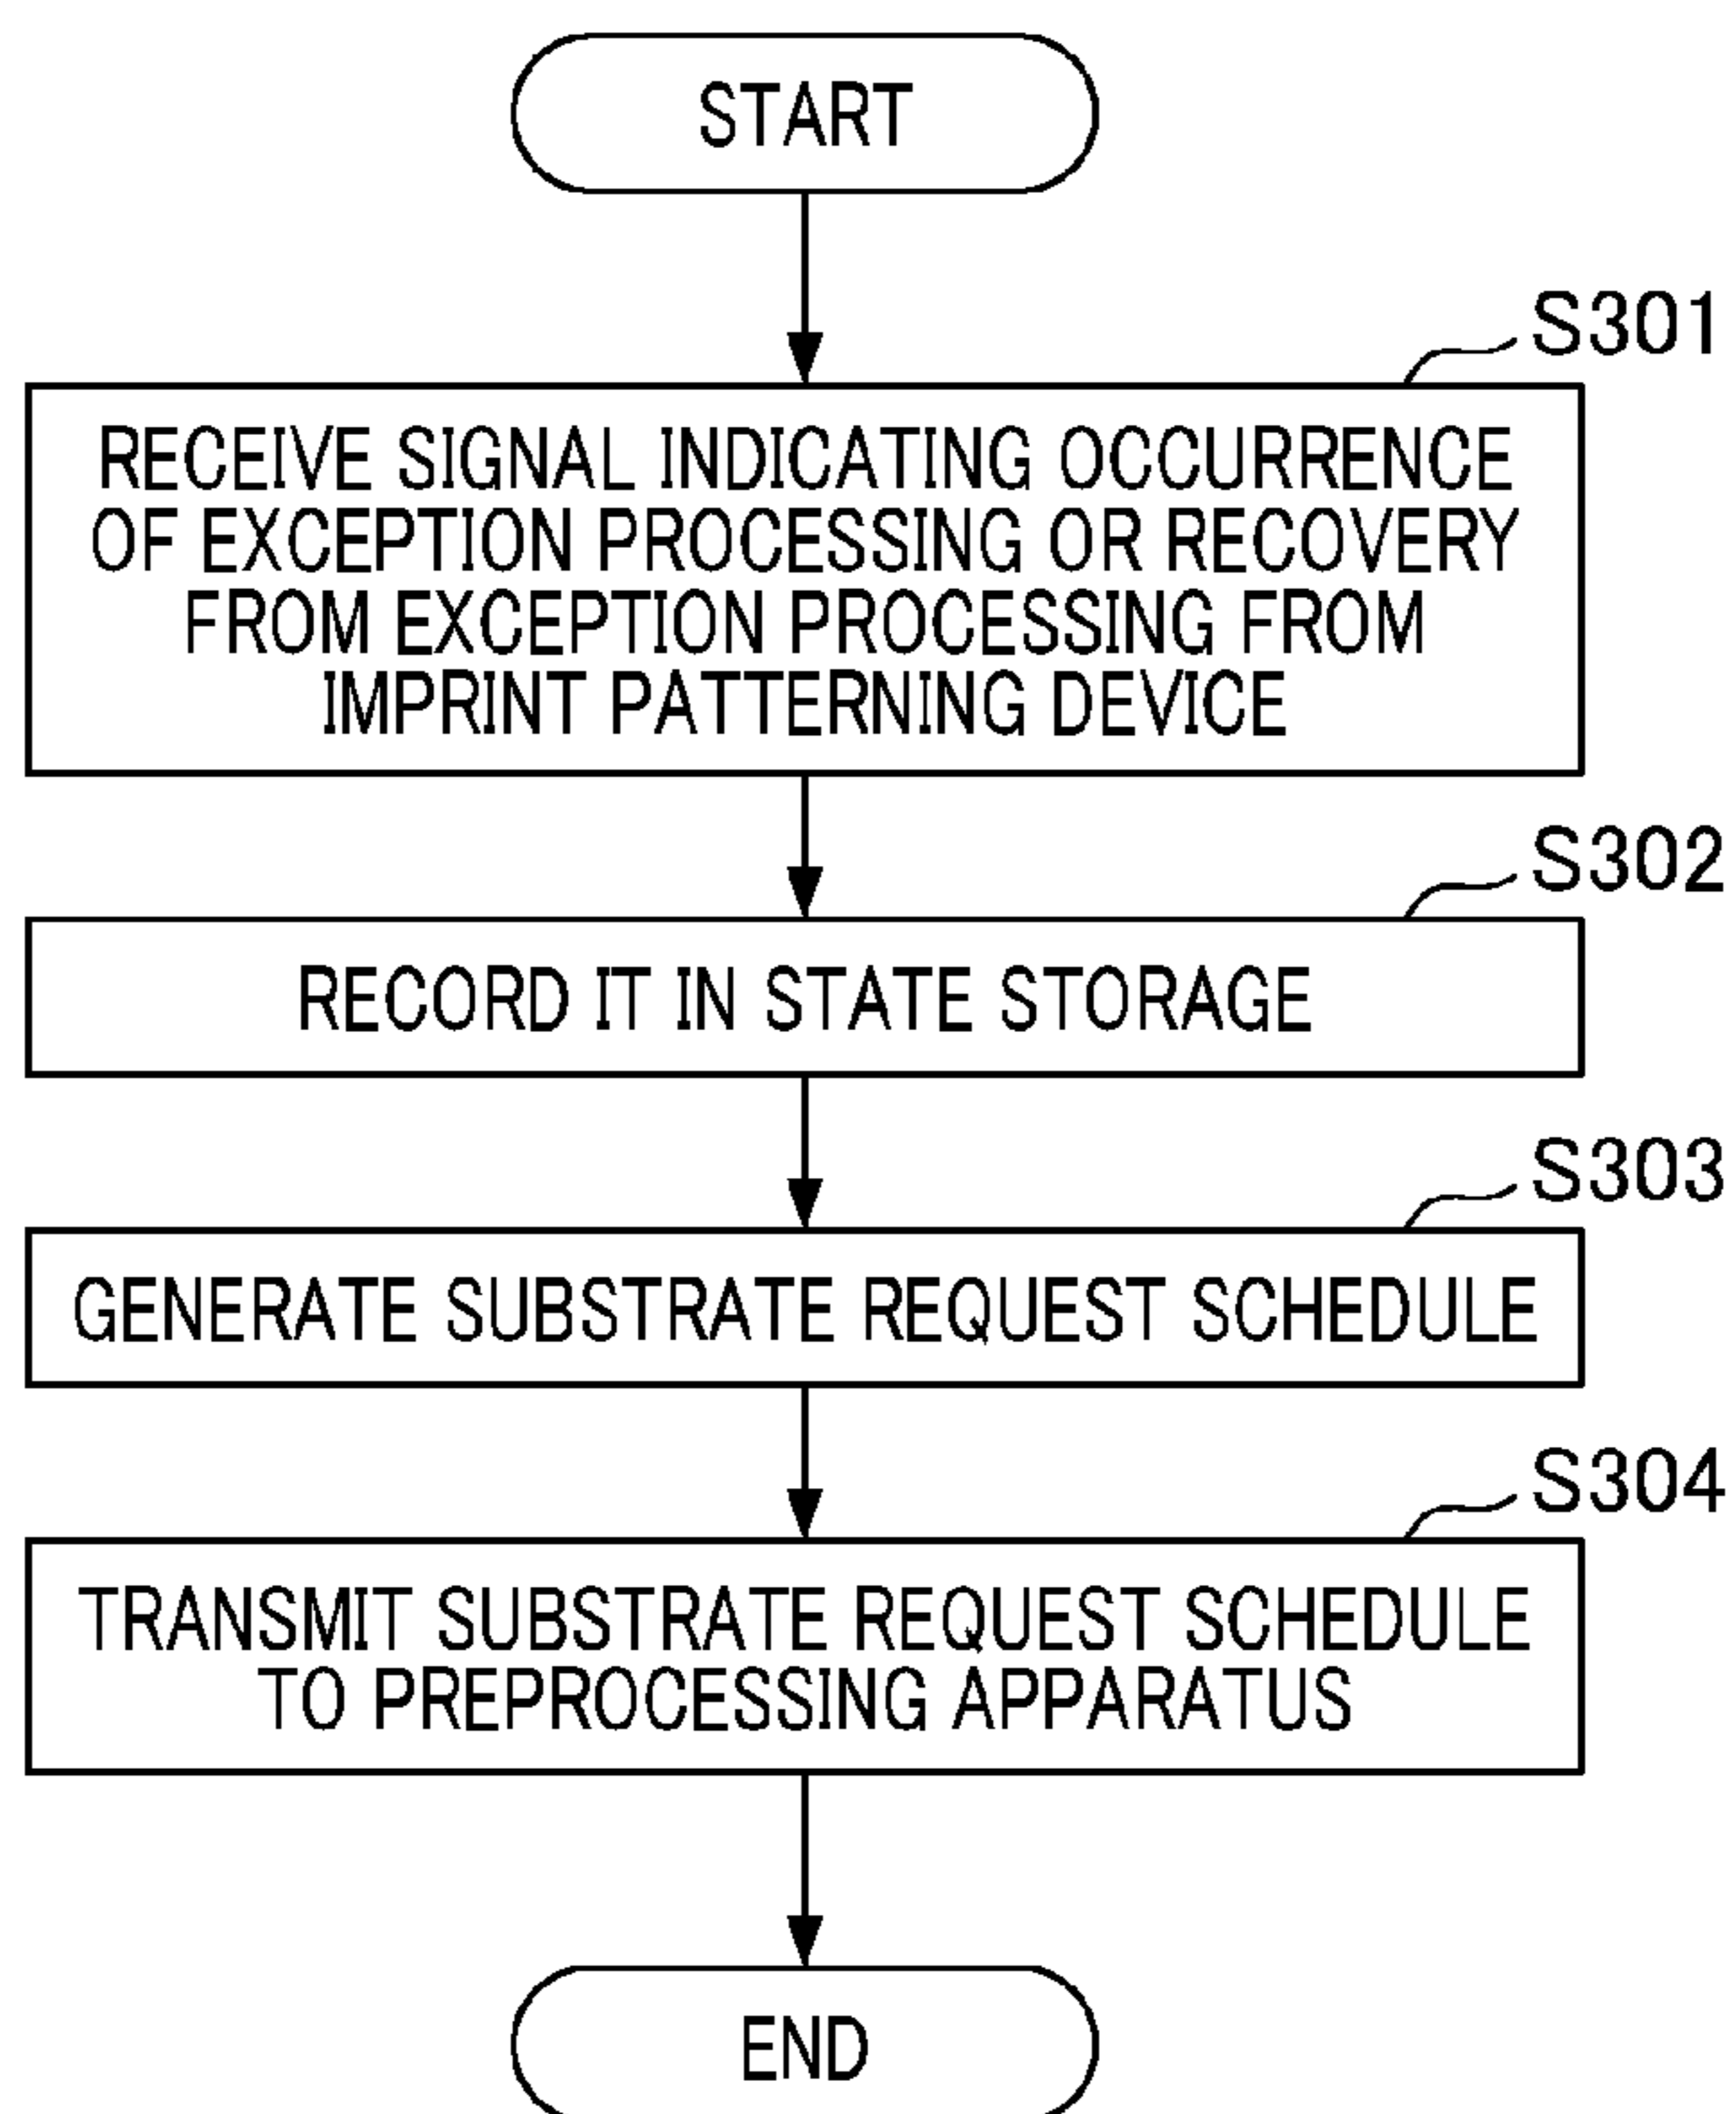 START
S301
RECEIVE SIGNAL INDICATING OCCURRENCE
OF EXCEPTION PROCESSING OR RECOVERY
FROM EXCEPTION PROCESSING FROM
IMPRINT PATTERNING DEVICE
S302
RECORD IT IN STATE STORAGE
S303
GENERATE SUBSTRATE REQUEST SCHEDULE
S304
TRANSMIT SUBSTRATE REQUEST SCHEDULE
TO PREPROCESSING APPARATUS
END